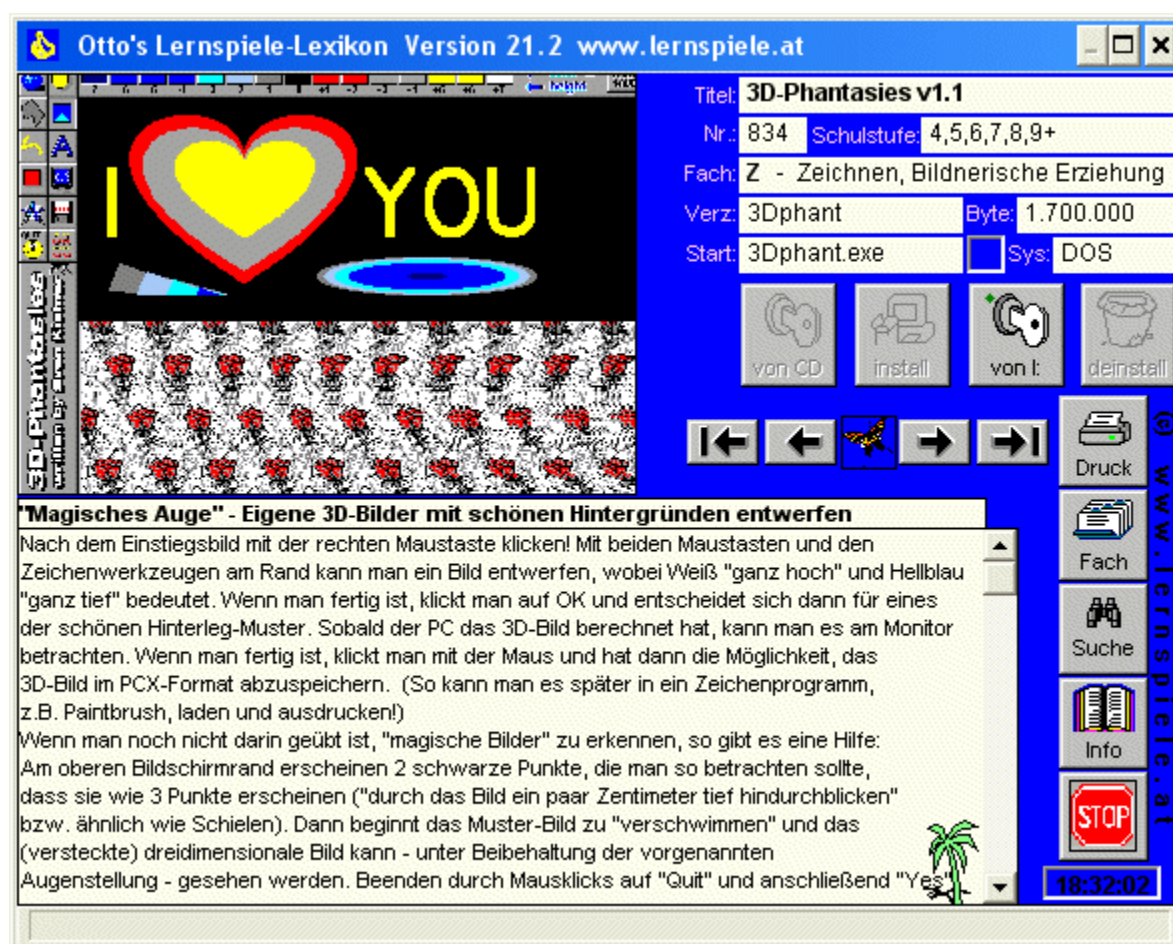 Otto's Lernspiele-Lexikon Version 21.2 www.lernspiele.at
height
I YOU
3D-Phantasies
Titel: 3D-Phantasies v1.1
Nr.: 834 Schulstufe: 4,5,6,7,8,9+
Fach: Z - Zeichnen, Bildnerische Erziehung
Verz: 3Dphant Byte: 1.700.000
Start: 3Dphant.exe Sys: DOS
von CD install von I: deinstall
Druck
Fach
Suche
Info
STOP
18:32:02
(c) www.lernspiele.at
"Magisches Auge" - Eigene 3D-Bilder mit schönen Hintergründen entwerfen
Nach dem Einstiegsbild mit der rechten Maustaste klicken! Mit beiden Maustasten und den
Zeichenwerkzeugen am Rand kann man ein Bild entwerfen, wobei Weiß "ganz hoch" und Hellblau
"ganz tief" bedeutet. Wenn man fertig ist, klickt man auf OK und entscheidet sich dann für eines
der schönen Hinterleg-Muster. Sobald der PC das 3D-Bild berechnet hat, kann man es am Monitor
betrachten. Wenn man fertig ist, klickt man mit der Maus und hat dann die Möglichkeit, das
3D-Bild im PCX-Format abzuspeichern. (So kann man es später in ein Zeichenprogramm,
z.B. Paintbrush, laden und ausdrucken!)
Wenn man noch nicht darin geübt ist, "magische Bilder" zu erkennen, so gibt es eine Hilfe:
Am oberen Bildschirmrand erscheinen 2 schwarze Punkte, die man so betrachten sollte,
dass sie wie 3 Punkte erscheinen ("durch das Bild ein paar Zentimeter tief hindurchblicken"
bzw. ähnlich wie Schielen). Dann beginnt das Muster-Bild zu "verschwimmen" und das
(versteckte) dreidimensionale Bild kann - unter Beibehaltung der vorgenannten
Augenstellung - gesehen werden. Beenden durch Mausklicks auf "Quit" und anschließend "Yes"